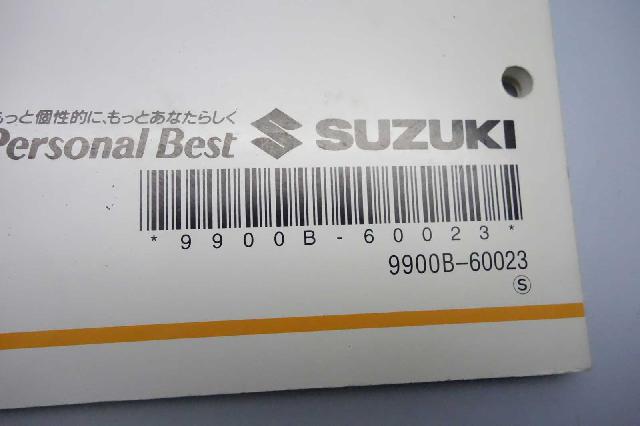 っと個性的に、もっとあなたらしく
Personal Best SUZUKI
*9900B-60023*
9900B-60023
S